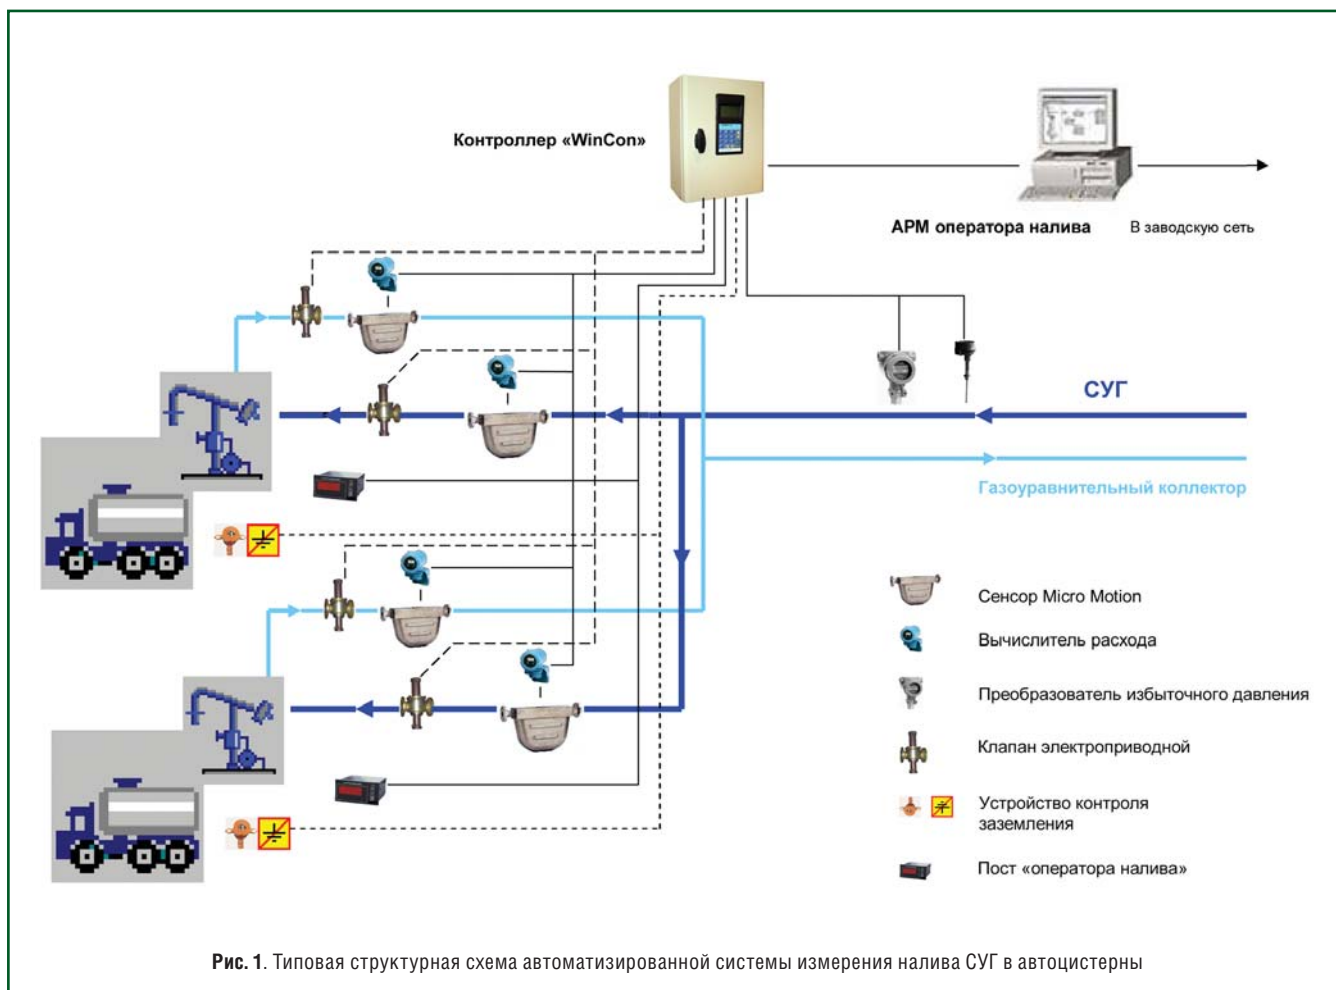 Контроллер «WinCon»
АРМ оператора налива
В заводскую сеть
СУГ
Газоуравнительный коллектор
Сенсор Micro Motion
Вычислитель расхода
Преобразователь избыточного давления
Клапан электроприводной
Устройство контроля
заземления
Пост «оператора налива»
Рис. 1. Типовая структурная схема автоматизированной системы измерения налива СУГ в автоцистерны